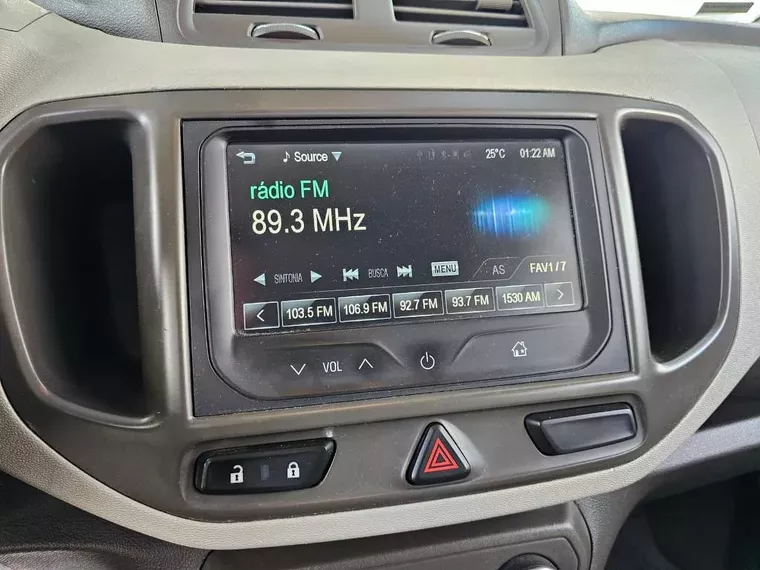 Source 25°C 01:22 AM
rádio FM
89.3 MHz
SINTONIA BUSCA MENU AS FAV1/7
103.5 FM 106.9 FM 92.7 FM 93.7 FM 1530 AM
VOL